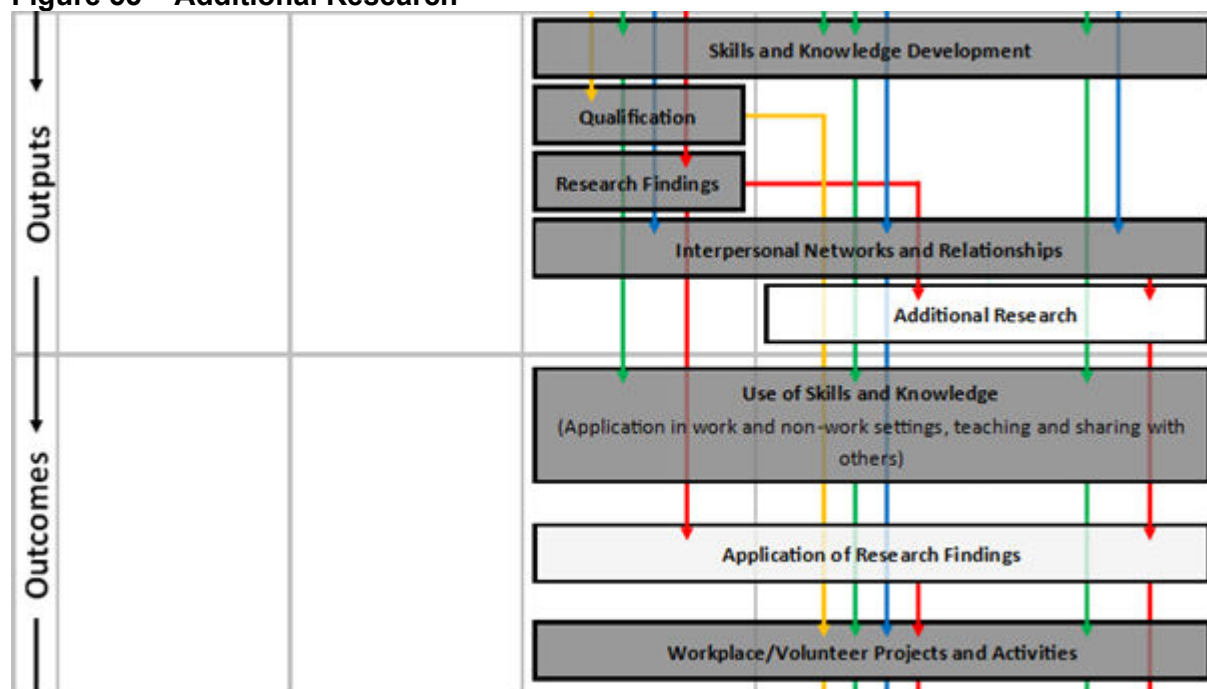 Figure 35 – Additional Research
Skills and Knowledge Development
Qualification
Research Findings
Interpersonal Networks and Relationships
Additional Research
Outputs
Use of Skills and Knowledge
(Application in work and non-work settings, teaching and sharing with
others)
Application of Research Findings
Outcomes
Workplace/Volunteer Projects and Activities